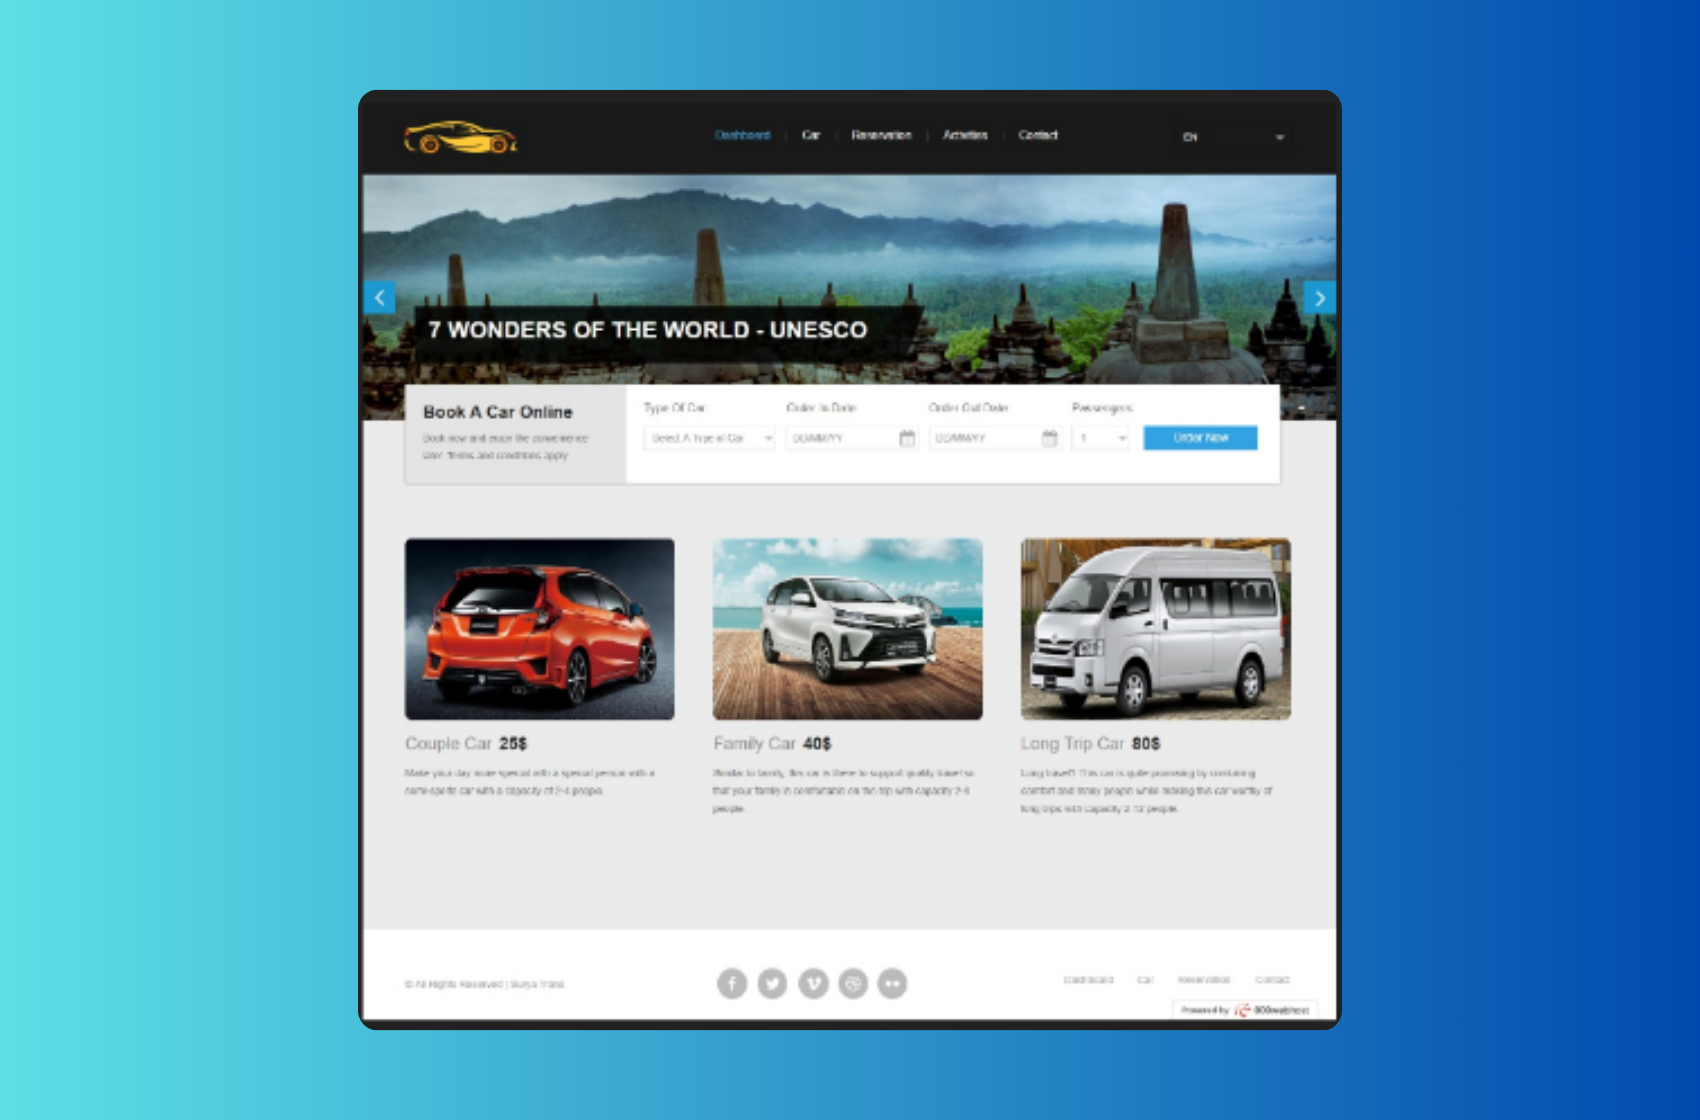 Dashboard
Car
Reservation
Activities
Contact
EN
7 WONDERS OF THE WORLD - UNESCO
Book A Car Online
Book now and enjoy the convenience
later. Terms and conditions apply
Type Of Car
Order In Date
Order Out Date
Passengers
Select A Type of Car
DD/MM/YY
DD/MM/YY
1
Order Now
Couple Car 25$
Family Car 40$
Long Trip Car 80$
Make your day more special with a special person with a
semi-sports car with a capacity of 2-4 people
Similar to family, this car is there to support quality travel so
that your family is comfortable on the trip with capacity 2-6
people.
Long travel? This car is quite promising by combining
comfort and many people while making this car worthy of
long trips with capacity 2-12 people.
© All Rights Reserved | Surya Trans
Dashboard
Car
Reservation
Contact
Powered by 000webhost